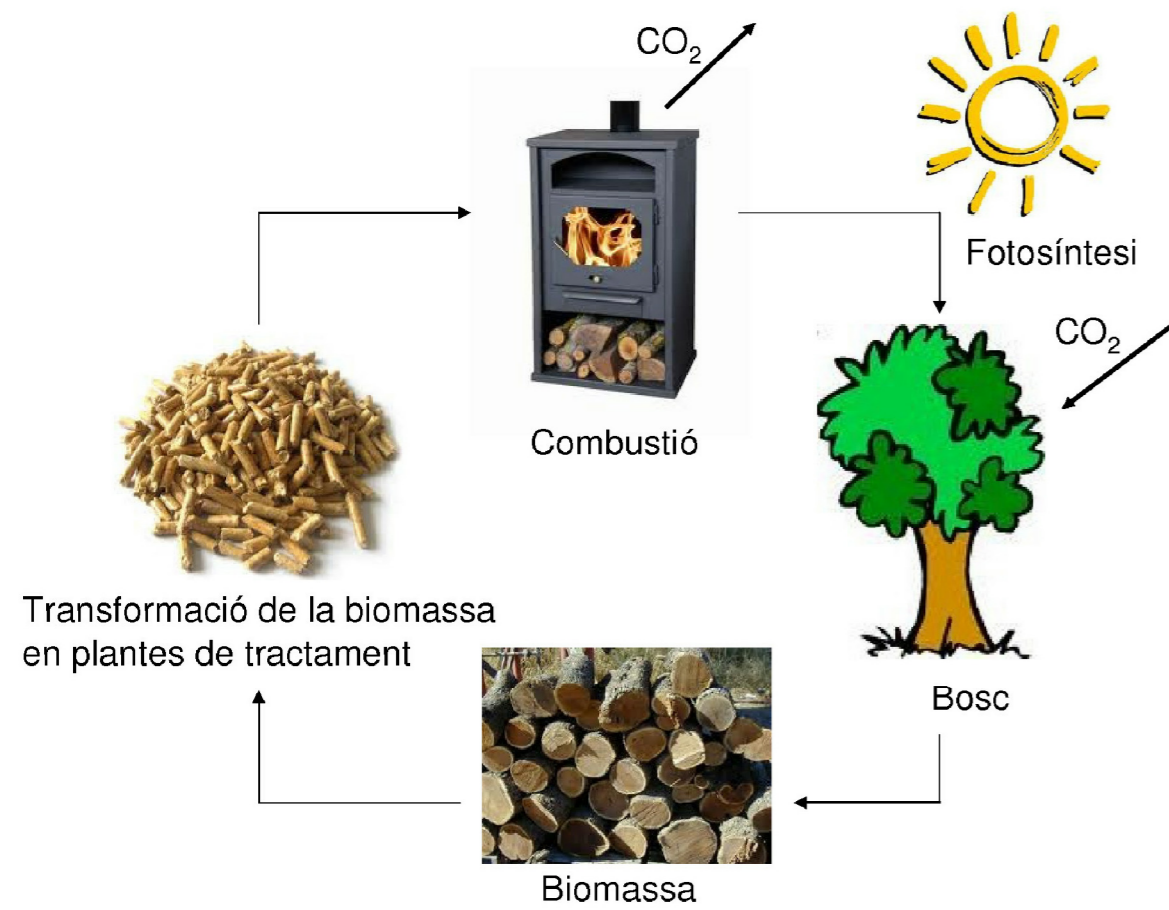 CO₂
Fotosíntesi
CO₂
Combustió
Transformació de la biomassa
en plantes de tractament
Bosc
Biomassa